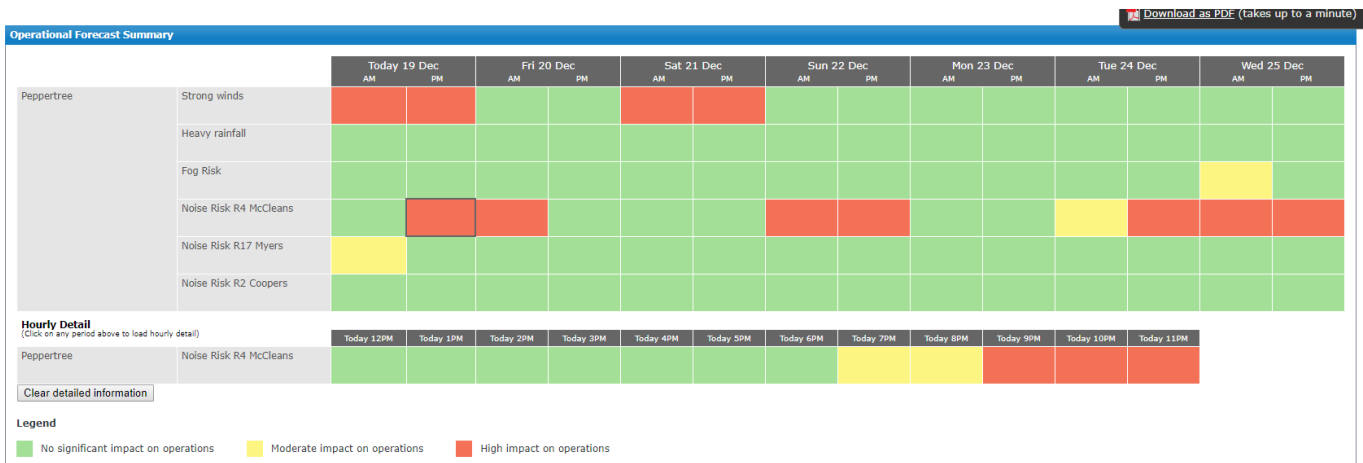 Download as PDF (takes up to a minute)
Operational Forecast Summary
Today 19 Dec Fri 20 Dec Sat 21 Dec Sun 22 Dec Mon 23 Dec Tue 24 Dec Wed 25 Dec
AM PM AM PM AM PM AM PM AM PM AM PM AM PM
Peppertree Strong winds
Heavy rainfall
Fog Risk
Noise Risk R4 McCleans
Noise Risk R17 Myers
Noise Risk R2 Coopers
Hourly Detail
(Click on any period above to load hourly detail)
Today 12PM Today 1PM Today 2PM Today 3PM Today 4PM Today 5PM Today 6PM Today 7PM Today 8PM Today 9PM Today 10PM Today 11PM
Peppertree Noise Risk R4 McCleans
Clear detailed information
Legend
No significant impact on operations Moderate impact on operations High impact on operations